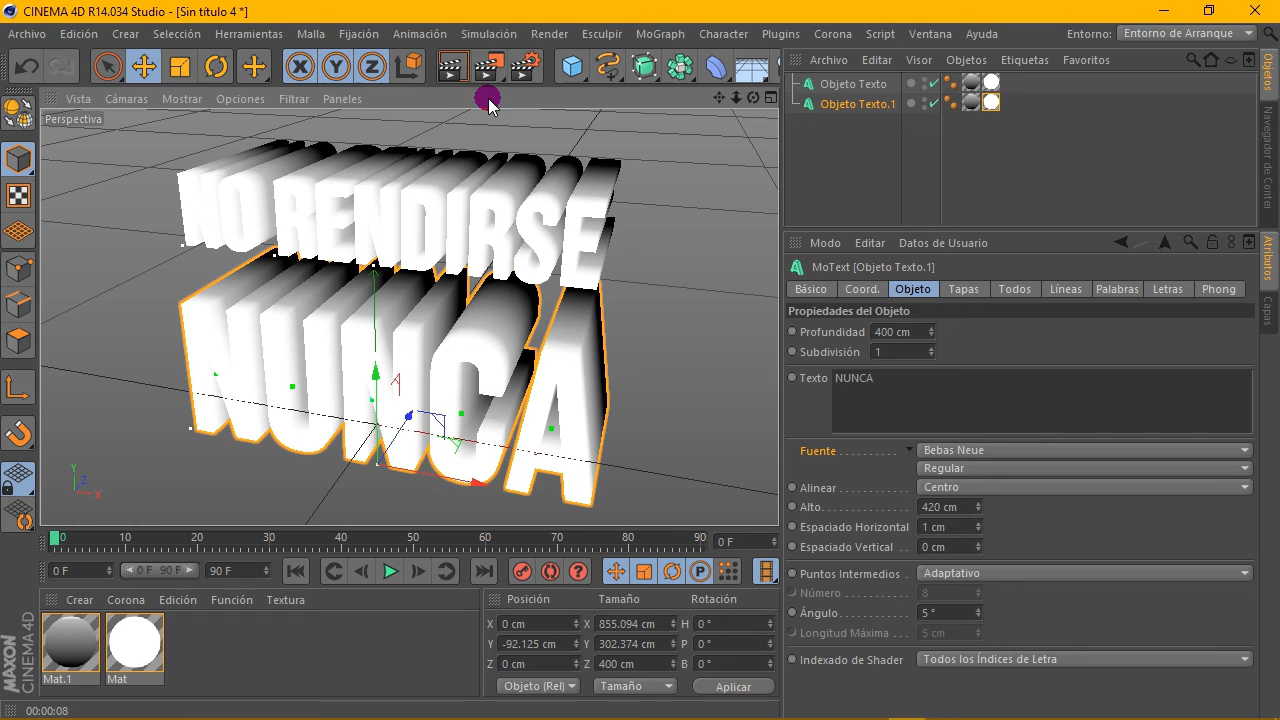 CINEMA 4D R14.034 Studio - [Sin título 4 *]
Archivo Edición Crear Selección Herramientas Malla Fijación Animación Simulación Render Esculpir MoGraph Character Plugins Corona Script Ventana Ayuda Entorno: Entorno de Arranque
X Y Z
Archivo Editar Visor Objetos Etiquetas Favoritos
Objetos
Vista Cámaras Mostrar Opciones Filtrar Paneles
Objeto Texto
Objeto Texto.1
Perspectiva
Navegador de Conter
NO RENDIRSE
NUNCA
Y
Z
X
Modo Editar Datos de Usuario
Atributos
MoText [Objeto Texto.1]
Básico Coord. Objeto Tapas Todos Líneas Palabras Letras Phong
Capas
Propiedades del Objeto
Profundidad 400 cm
Subdivisión 1
Texto NUNCA
Fuente Bebas Neue
Regular
Alinear Centro
Alto 420 cm
Espaciado Horizontal 1 cm
Espaciado Vertical 0 cm
Puntos Intermedios Adaptativo
Número 8
Ángulo 5 °
Longitud Máxima 5 cm
Indexado de Shader Todos los Índices de Letra
0 10 20 30 40 50 60 70 80 90 0 F
0 F 0 F 90 F 90 F
P
Crear Corona Edición Función Textura
Mat.1 Mat
Posición Tamaño Rotación
X 0 cm X 855.094 cm H 0 °
Y -92.125 cm Y 302.374 cm P 0 °
Z 0 cm Z 400 cm B 0 °
Objeto (Rel) Tamaño Aplicar
MAXON
CINEMA 4D
00:00:08